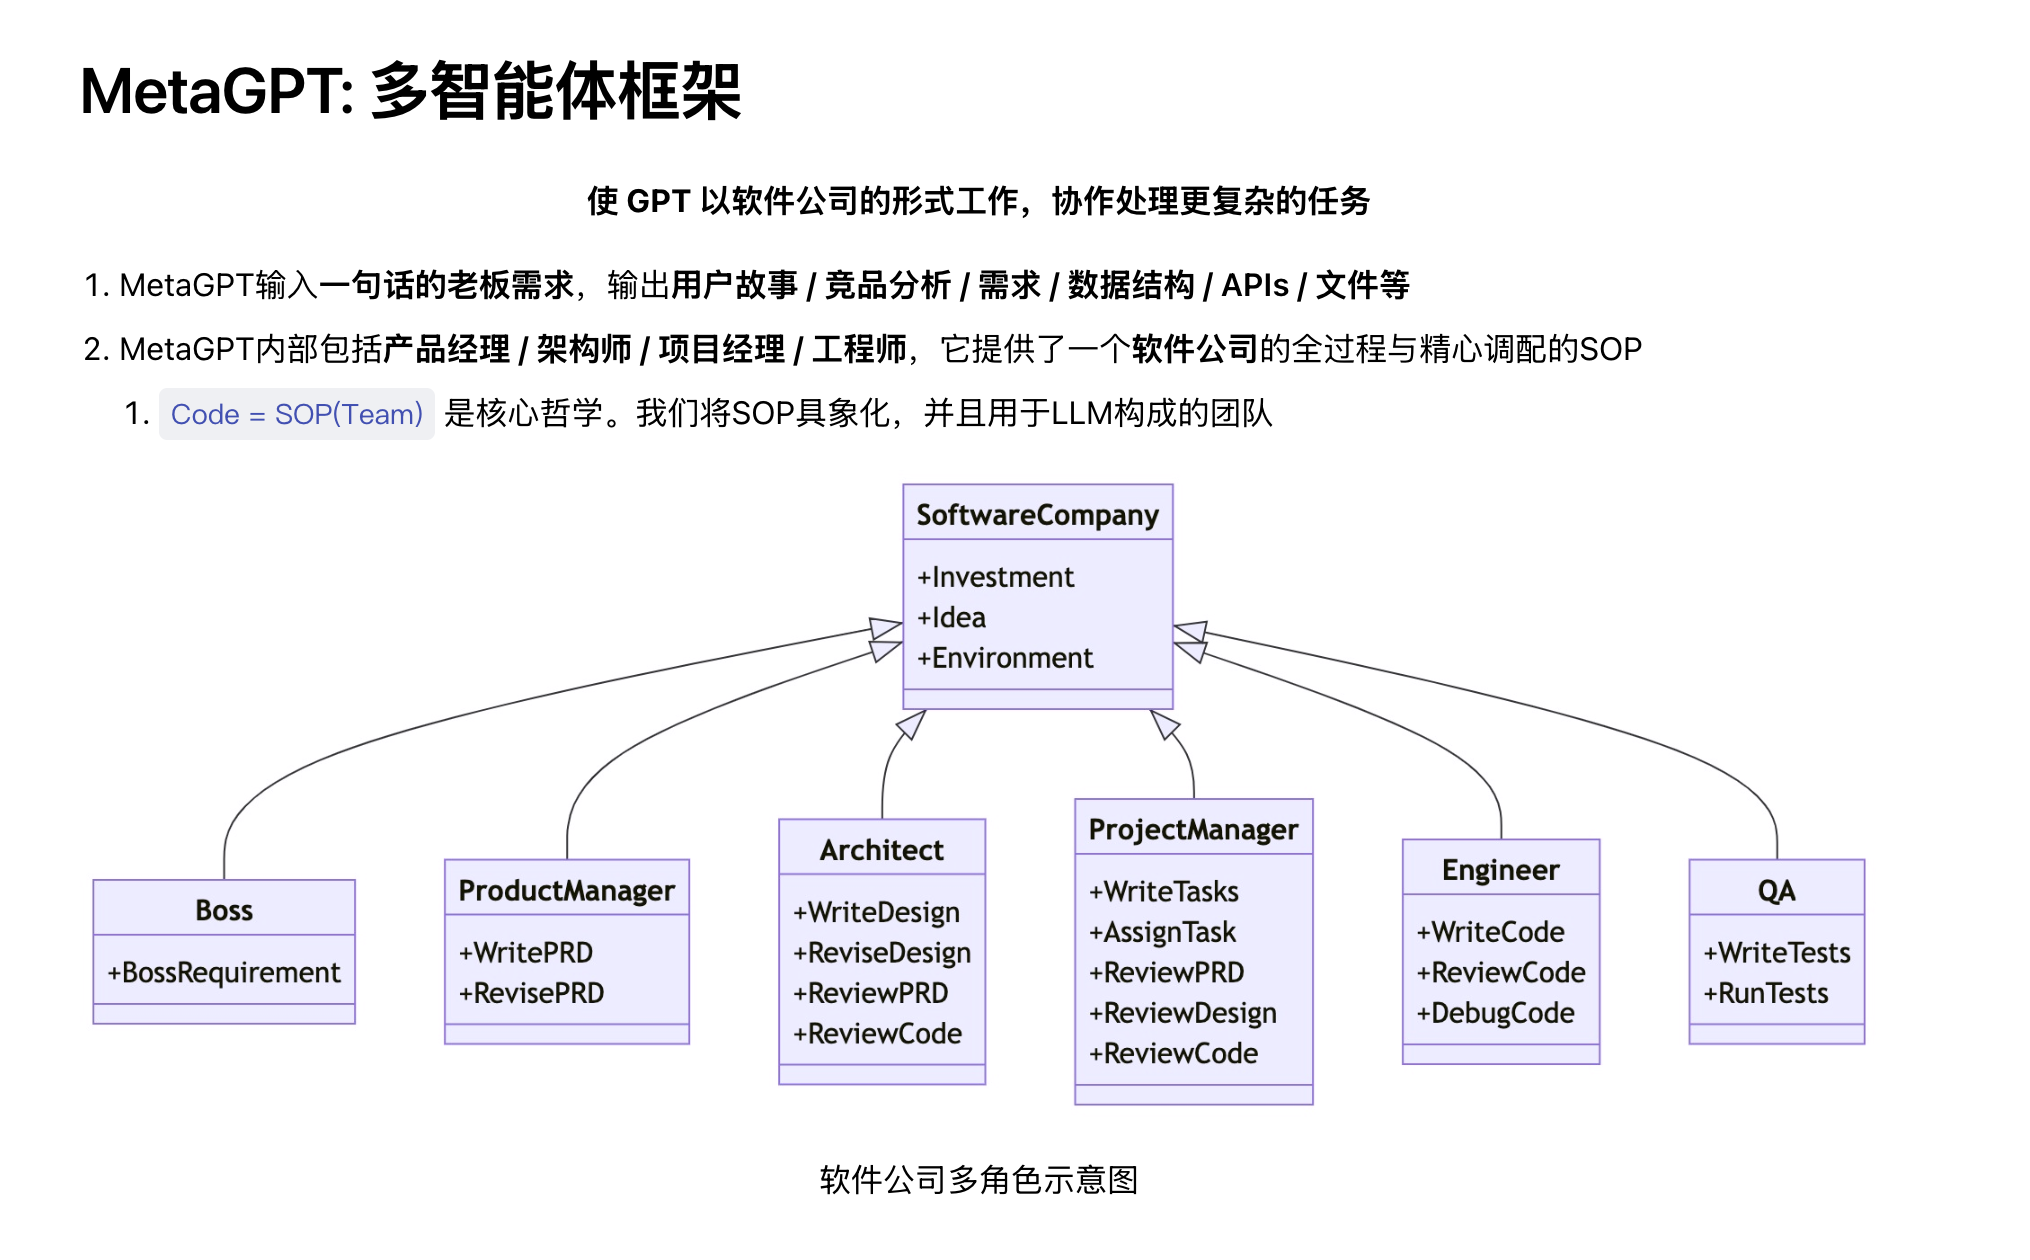 MetaGPT: 多智能体框架
使 GPT 以软件公司的形式工作，协作处理更复杂的任务
1. MetaGPT输入一句话的老板需求，输出用户故事 / 竞品分析 / 需求 / 数据结构 / APIs / 文件等
2. MetaGPT内部包括产品经理 / 架构师 / 项目经理 / 工程师，它提供了一个软件公司的全过程与精心调配的SOP
1. Code = SOP(Team) 是核心哲学。我们将SOP具象化，并且用于LLM构成的团队
SoftwareCompany
+Investment
+Idea
+Environment
Boss
+BossRequirement
ProductManager
+WritePRD
+RevisePRD
Architect
+WriteDesign
+ReviseDesign
+ReviewPRD
+ReviewCode
ProjectManager
+WriteTasks
+AssignTask
+ReviewPRD
+ReviewDesign
+ReviewCode
Engineer
+WriteCode
+ReviewCode
+DebugCode
QA
+WriteTests
+RunTests
软件公司多角色示意图